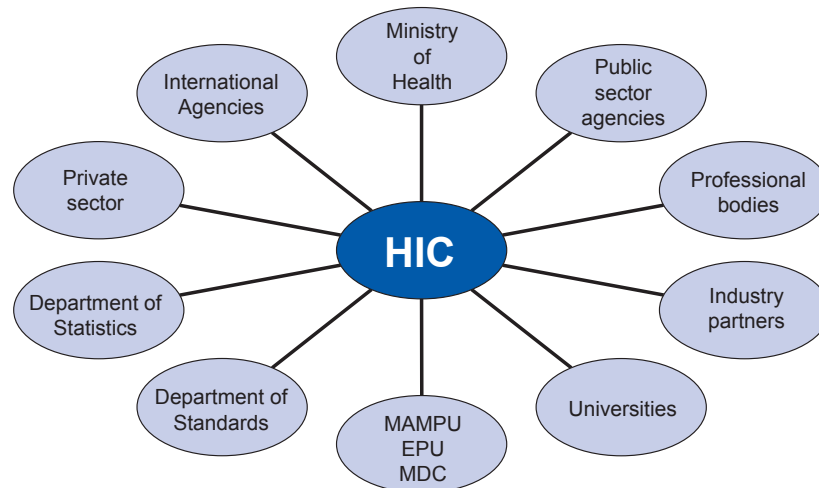 Ministry
of
Health
International
Agencies
Public
sector
agencies
Private
sector
Professional
bodies
HIC
Department of
Statistics
Industry
partners
Department of
Standards
MAMPU
EPU
MDC
Universities